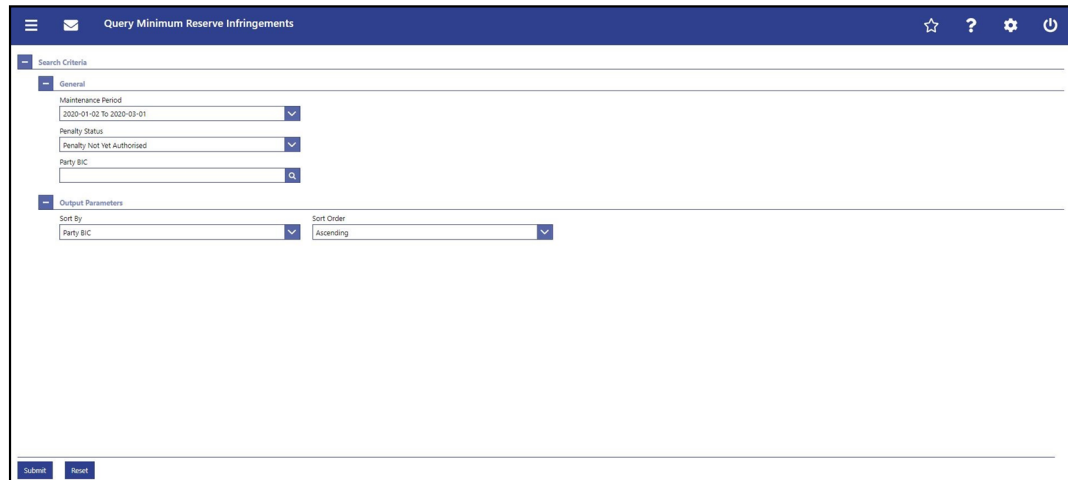 Query Minimum Reserve Infringements
Search Criteria
General
Maintenance Period
2020-01-02 To 2020-03-01
Penalty Status
Penalty Not Yet Authorised
Party BIC
Output Parameters
Sort By Sort Order
Party BIC Ascending
Submit Reset